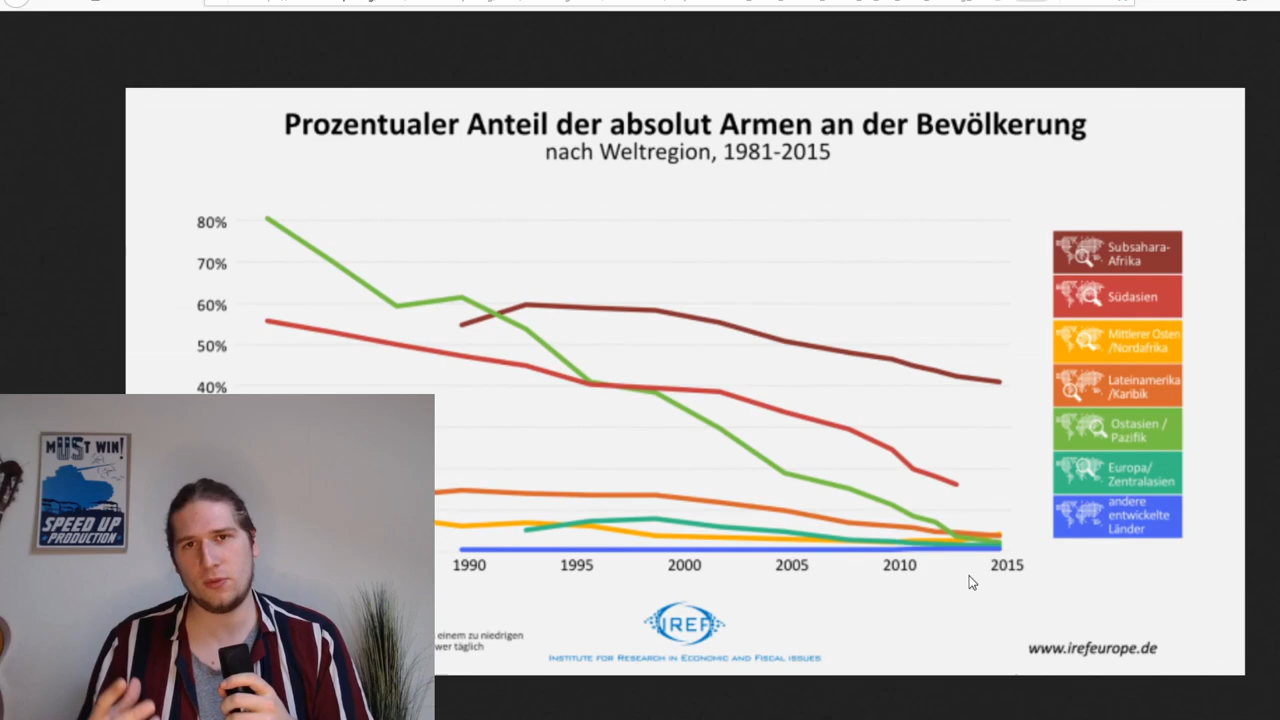 Prozentualer Anteil der absolut Armen an der Bevölkerung
nach Weltregion, 1981-2015
80%
70%
60%
50%
40%
Subsahara-
Afrika
Südasien
Mittlerer Osten
/Nordafrika
Lateinamerika
/Karibik
Ostasien /
Pazifik
Europa/
Zentralasien
andere
entwickelte
Länder
1990
1995
2000
2005
2010
2015
MUST WIN!
SPEED UP
PRODUCTION
einem zu niedrigen
wer täglich
IREF
INSTITUTE FOR RESEARCH IN ECONOMIC AND FISCAL ISSUES
www.irefeurope.de